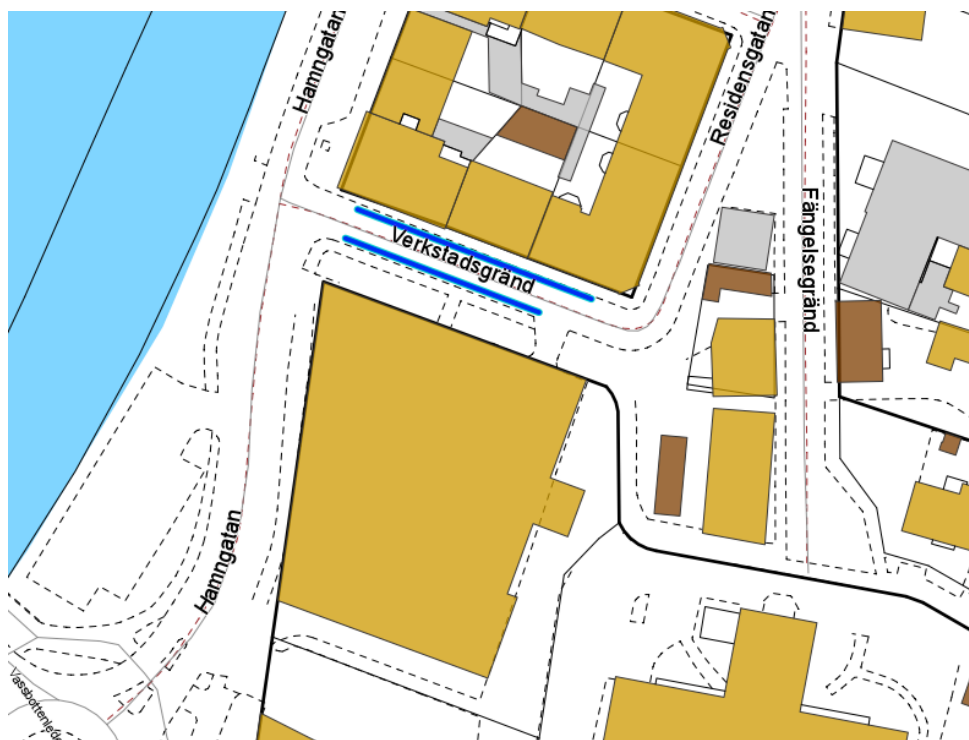 Hamngatan
Residensgatan
Verkstadsgränd
Fängelsegränd
Hamngatan